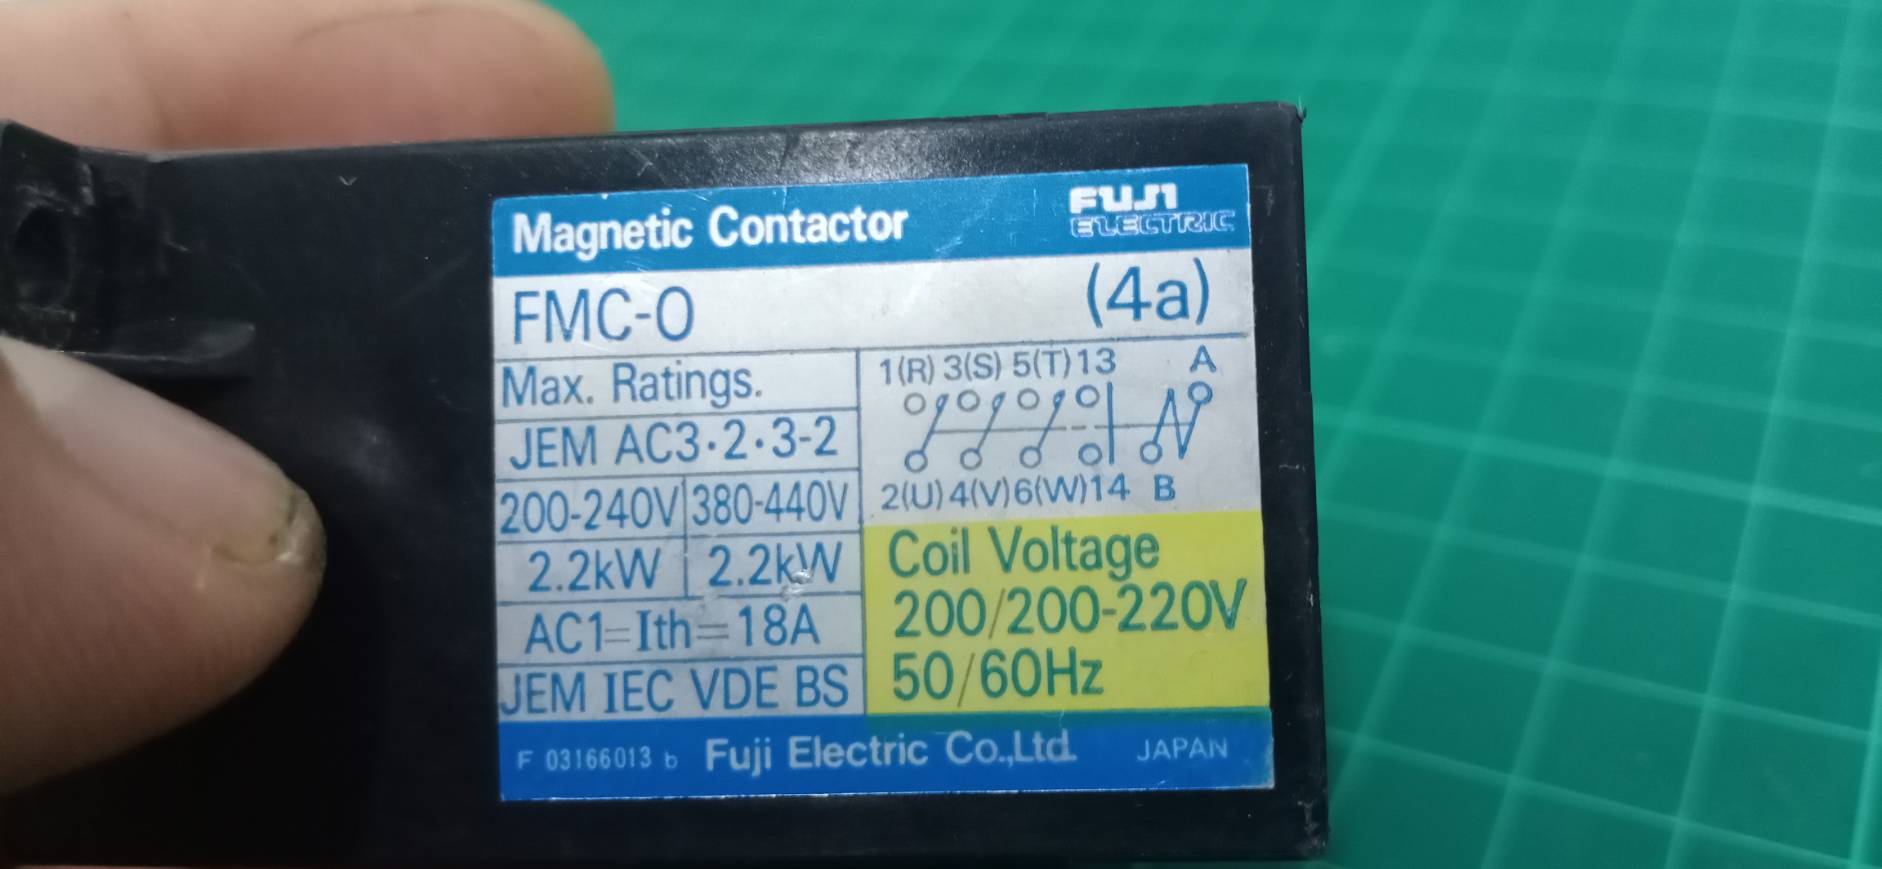 Magnetic Contactor
FUJI
ELECTRIC
FMC-0
(4a)
Max. Ratings.
JEM AC3·2·3-2
200-240V 380-440V
2.2kW 2.2kW
AC1=Ith=18A
JEM IEC VDE BS
1(R) 3(S) 5(T) 13 A
2(U) 4(V) 6(W) 14 B
Coil Voltage
200/200-220V
50/60Hz
F 03166013 b Fuji Electric Co.,Ltd. JAPAN